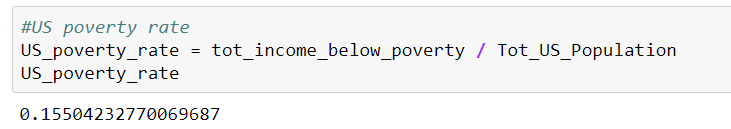 #US poverty rate
US_poverty_rate = tot_income_below_poverty / Tot_US_Population
US_poverty_rate
0.15504232770069687